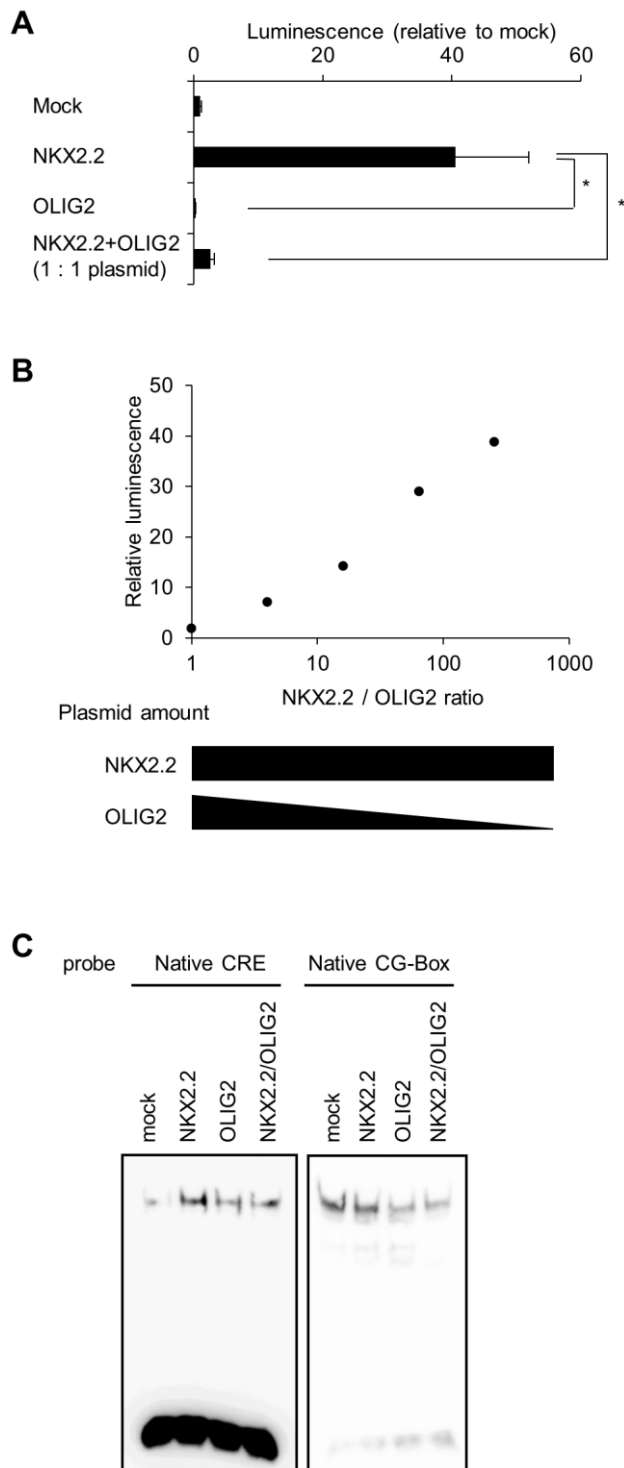 A
Luminescence (relative to mock)
0 20 40 60
Mock
NKX2.2
*
OLIG2
*
NKX2.2+OLIG2
(1 : 1 plasmid)
B
Relative luminescence
50
40
30
20
10
0
1 10 100 1000
NKX2.2 / OLIG2 ratio
Plasmid amount
NKX2.2
OLIG2
C
probe Native CRE Native CG-Box
mock NKX2.2 OLIG2 NKX2.2/OLIG2 mock NKX2.2 OLIG2 NKX2.2/OLIG2